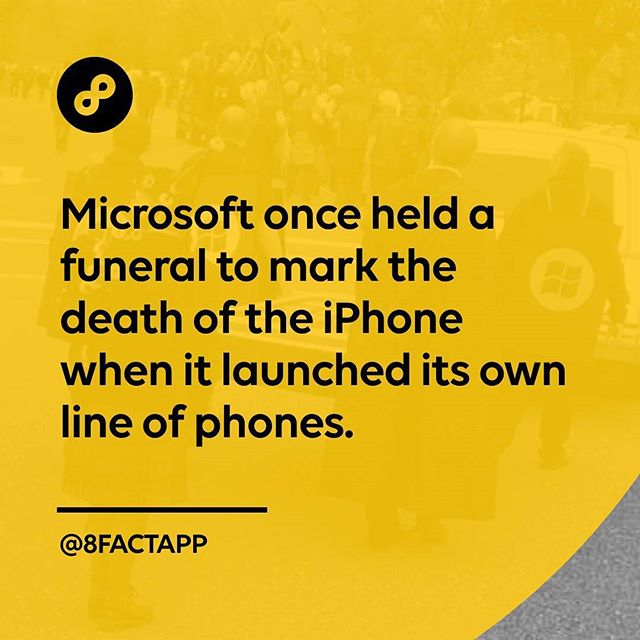 Microsoft once held a
funeral to mark the
death of the iPhone
when it launched its own
line of phones.
@8FACTAPP